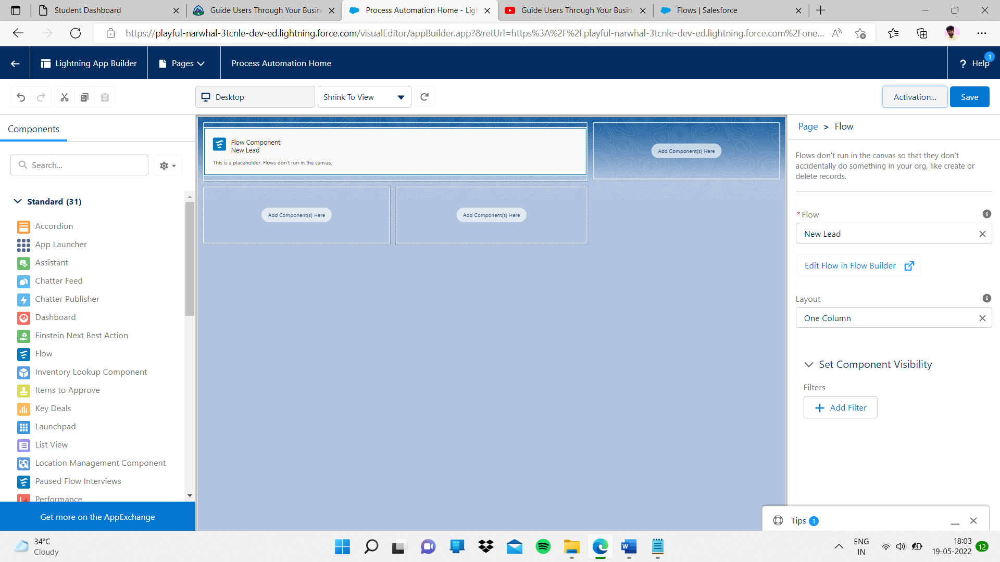 Student Dashboard
Guide Users Through Your Busin
Process Automation Home - Ligh
Guide Users Through Your Busin
Flows | Salesforce
https://playful-narwhal-3tcnle-dev-ed.lightning.force.com/visualEditor/appBuilder.app?&retUrl=https%3A%2F%2Fplayful-narwhal-3tcnle-dev-ed.lightning.force.com%2Fone...
Lightning App Builder
Pages
Process Automation Home
? Help
1
Desktop
Shrink To View
Activation...
Save
Components
Search...
Standard (31)
Accordion
App Launcher
Assistant
Chatter Feed
Chatter Publisher
Dashboard
Einstein Next Best Action
Flow
Inventory Lookup Component
Items to Approve
Key Deals
Launchpad
List View
Location Management Component
Paused Flow Interviews
Performance
Get more on the AppExchange
Flow Component:
New Lead
This is a placeholder. Flows don't run in the canvas.
Add Component(s) Here
Add Component(s) Here
Add Component(s) Here
Page > Flow
Flows don't run in the canvas so that they don't
accidentally do something in your org, like create or
delete records.
* Flow
New Lead
Edit Flow in Flow Builder
Layout
One Column
Set Component Visibility
Filters
Add Filter
Tips 1
34°C
Cloudy
ENG
IN
18:03
19-05-2022
12